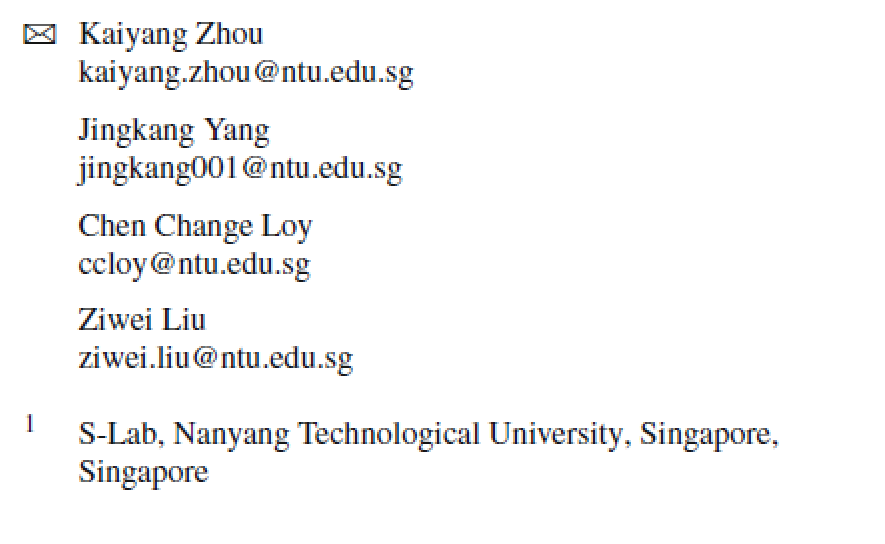 ✉ Kaiyang Zhou
kaiyang.zhou@ntu.edu.sg
Jingkang Yang
jingkang001@ntu.edu.sg
Chen Change Loy
ccloy@ntu.edu.sg
Ziwei Liu
ziwei.liu@ntu.edu.sg
1 S-Lab, Nanyang Technological University, Singapore,
Singapore